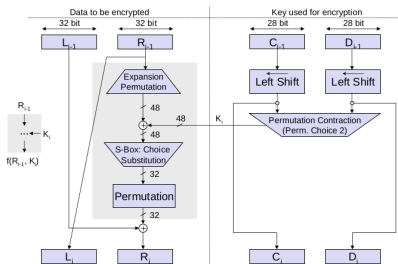 Data to be encrypted
Key used for encryption
32 bit
32 bit
28 bit
28 bit
Li-1
Ri-1
Ci-1
Di-1
Expansion
Permutation
Left Shift
Left Shift
48
Ri-1
...
Ki
f(Ri-1, Ki)
48
Ki
48
Permutation Contraction
(Perm. Choice 2)
S-Box: Choice
Substitution
32
Permutation
32
Li
Ri
Ci
Di